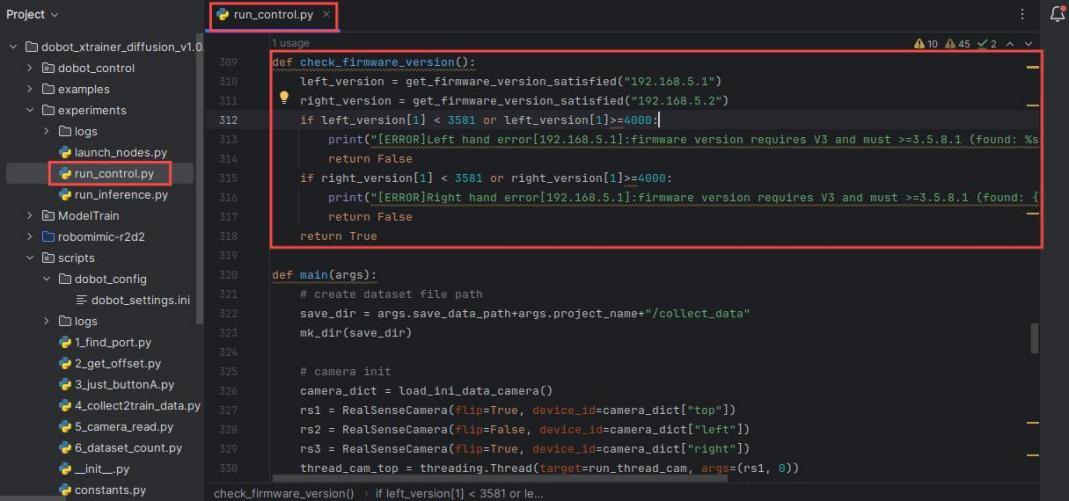 Project
run_control.py
dobot_xtrainer_diffusion_v1.0
dobot_control
examples
experiments
logs
launch_nodes.py
run_control.py
run_inference.py
ModelTrain
robomimic-r2d2
scripts
dobot_config
dobot_settings.ini
logs
1_find_port.py
2_get_offset.py
3_just_buttonA.py
4_collect2train_data.py
5_camera_read.py
6_dataset_count.py
__init__.py
constants.py
1 usage
10 45 2
309 def check_firmware_version():
310 left_version = get_firmware_version_satisfied("192.168.5.1")
311 right_version = get_firmware_version_satisfied("192.168.5.2")
312 if left_version[1] < 3581 or left_version[1]>=4000:
313 print("[ERROR]Left hand error[192.168.5.1]:firmware version requires V3 and must >=3.5.8.1 (found: %s
314 return False
315 if right_version[1] < 3581 or right_version[1]>=4000:
316 print("[ERROR]Right hand error[192.168.5.1]:firmware version requires V3 and must >=3.5.8.1 (found: {
317 return False
318 return True
319
320 def main(args):
321 # create dataset file path
322 save_dir = args.save_data_path+args.project_name+"/collect_data"
323 mk_dir(save_dir)
324
325 # camera init
326 camera_dict = load_ini_data_camera()
327 rs1 = RealSenseCamera(flip=True, device_id=camera_dict["top"])
328 rs2 = RealSenseCamera(flip=False, device_id=camera_dict["left"])
329 rs3 = RealSenseCamera(flip=True, device_id=camera_dict["right"])
330 thread_cam_top = threading.Thread(target=run_thread_cam, args=(rs1, 0))
check_firmware_version() › if left_version[1] < 3581 or le...